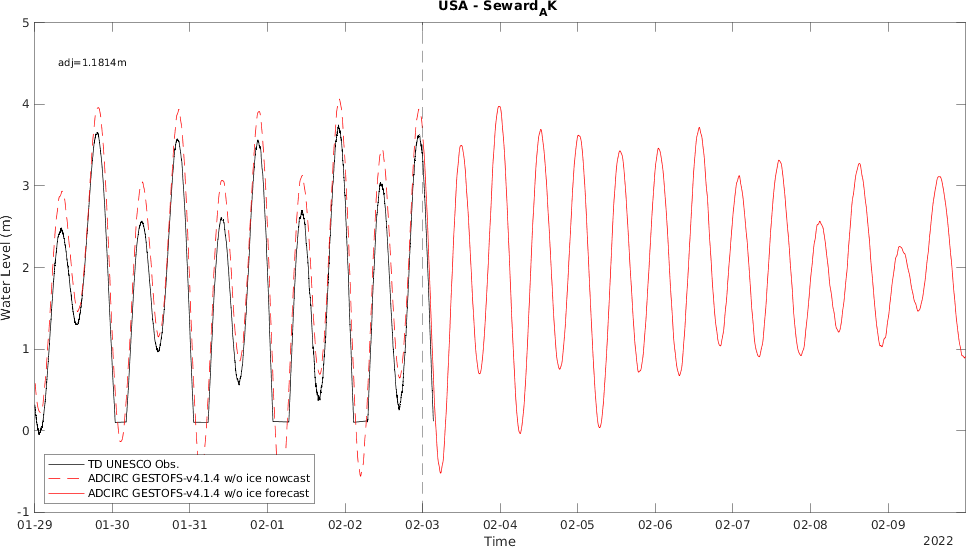 USA - Seward_AK
5
adj=1.1814m
4
3
2
1
0
-1
Water Level (m)
TD UNESCO Obs.
ADCIRC GESTOFS-v4.1.4 w/o ice nowcast
ADCIRC GESTOFS-v4.1.4 w/o ice forecast
01-29 01-30 01-31 02-01 02-02 02-03 02-04 02-05 02-06 02-07 02-08 02-09
Time
2022